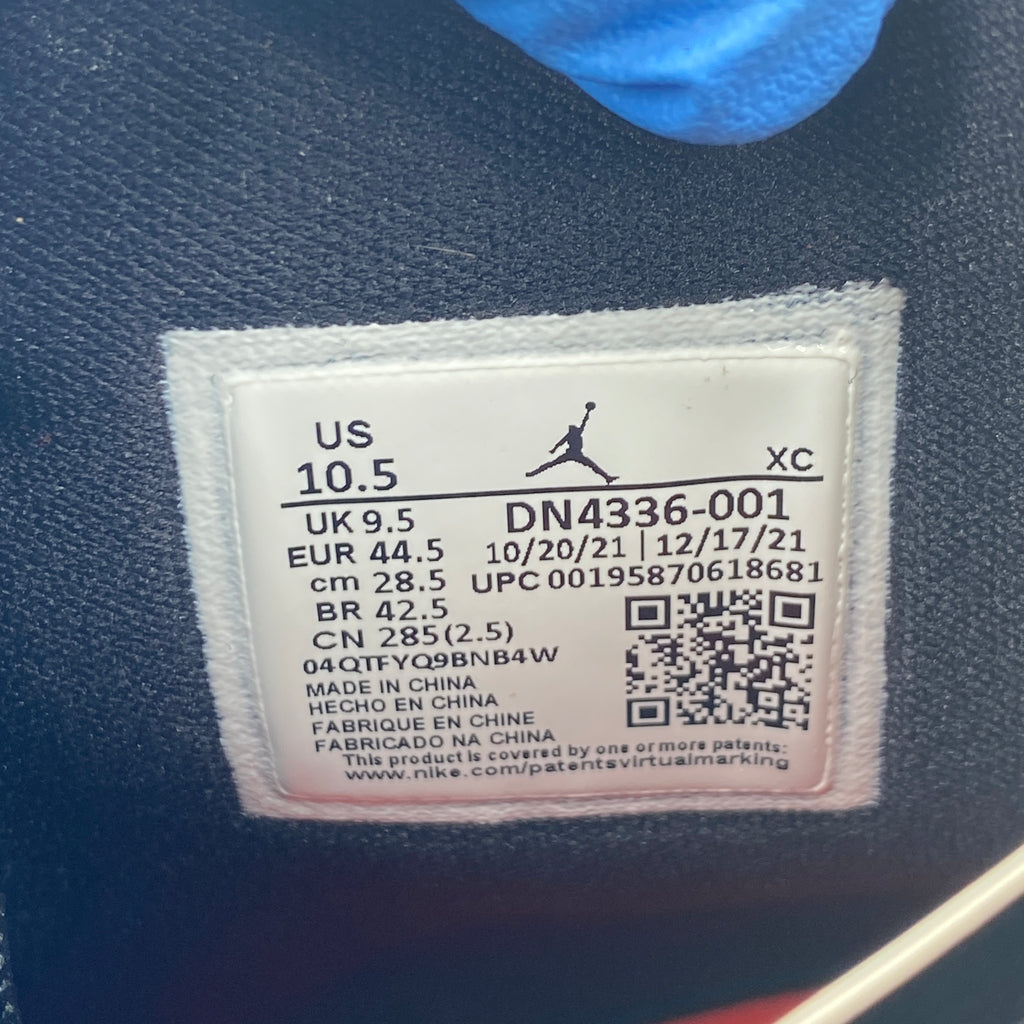 US
10.5
XC
UK 9.5
DN4336-001
EUR 44.5
10/20/21 | 12/17/21
cm 28.5
UPC 00195870618681
BR 42.5
CN 285(2.5)
04QTFYQ9BNB4W
MADE IN CHINA
HECHO EN CHINA
FABRIQUE EN CHINE
FABRICADO NA CHINA
This product is covered by one or more patents:
www.nike.com/patentsvirtualmarking